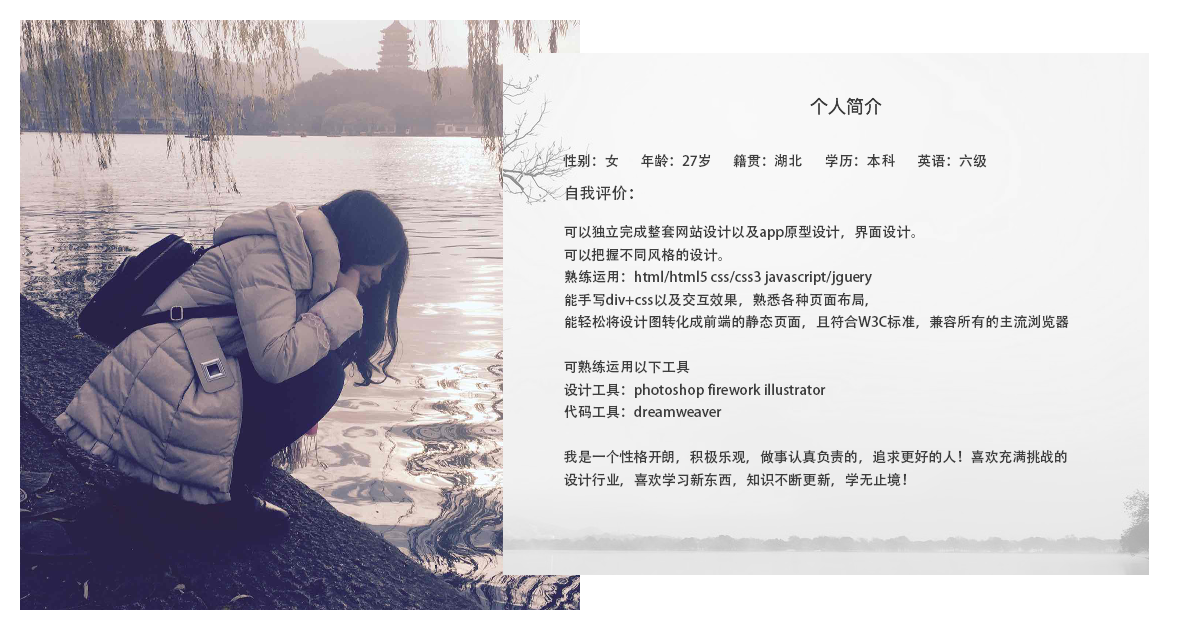 个人简介
性别：女 年龄：27岁 籍贯：湖北 学历：本科 英语：六级
自我评价：
可以独立完成整套网站设计以及app原型设计，界面设计。
可以把握不同风格的设计。
熟练运用：html/html5 css/css3 javascript/jguery
能手写div+css以及交互效果，熟悉各种页面布局,
能轻松将设计图转化成前端的静态页面，且符合W3C标准，兼容所有的主流浏览器
可熟练运用以下工具
设计工具：photoshop firework illustrator
代码工具：dreamweaver
我是一个性格开朗，积极乐观，做事认真负责的，追求更好的人！喜欢充满挑战的
设计行业，喜欢学习新东西，知识不断更新，学无止境！